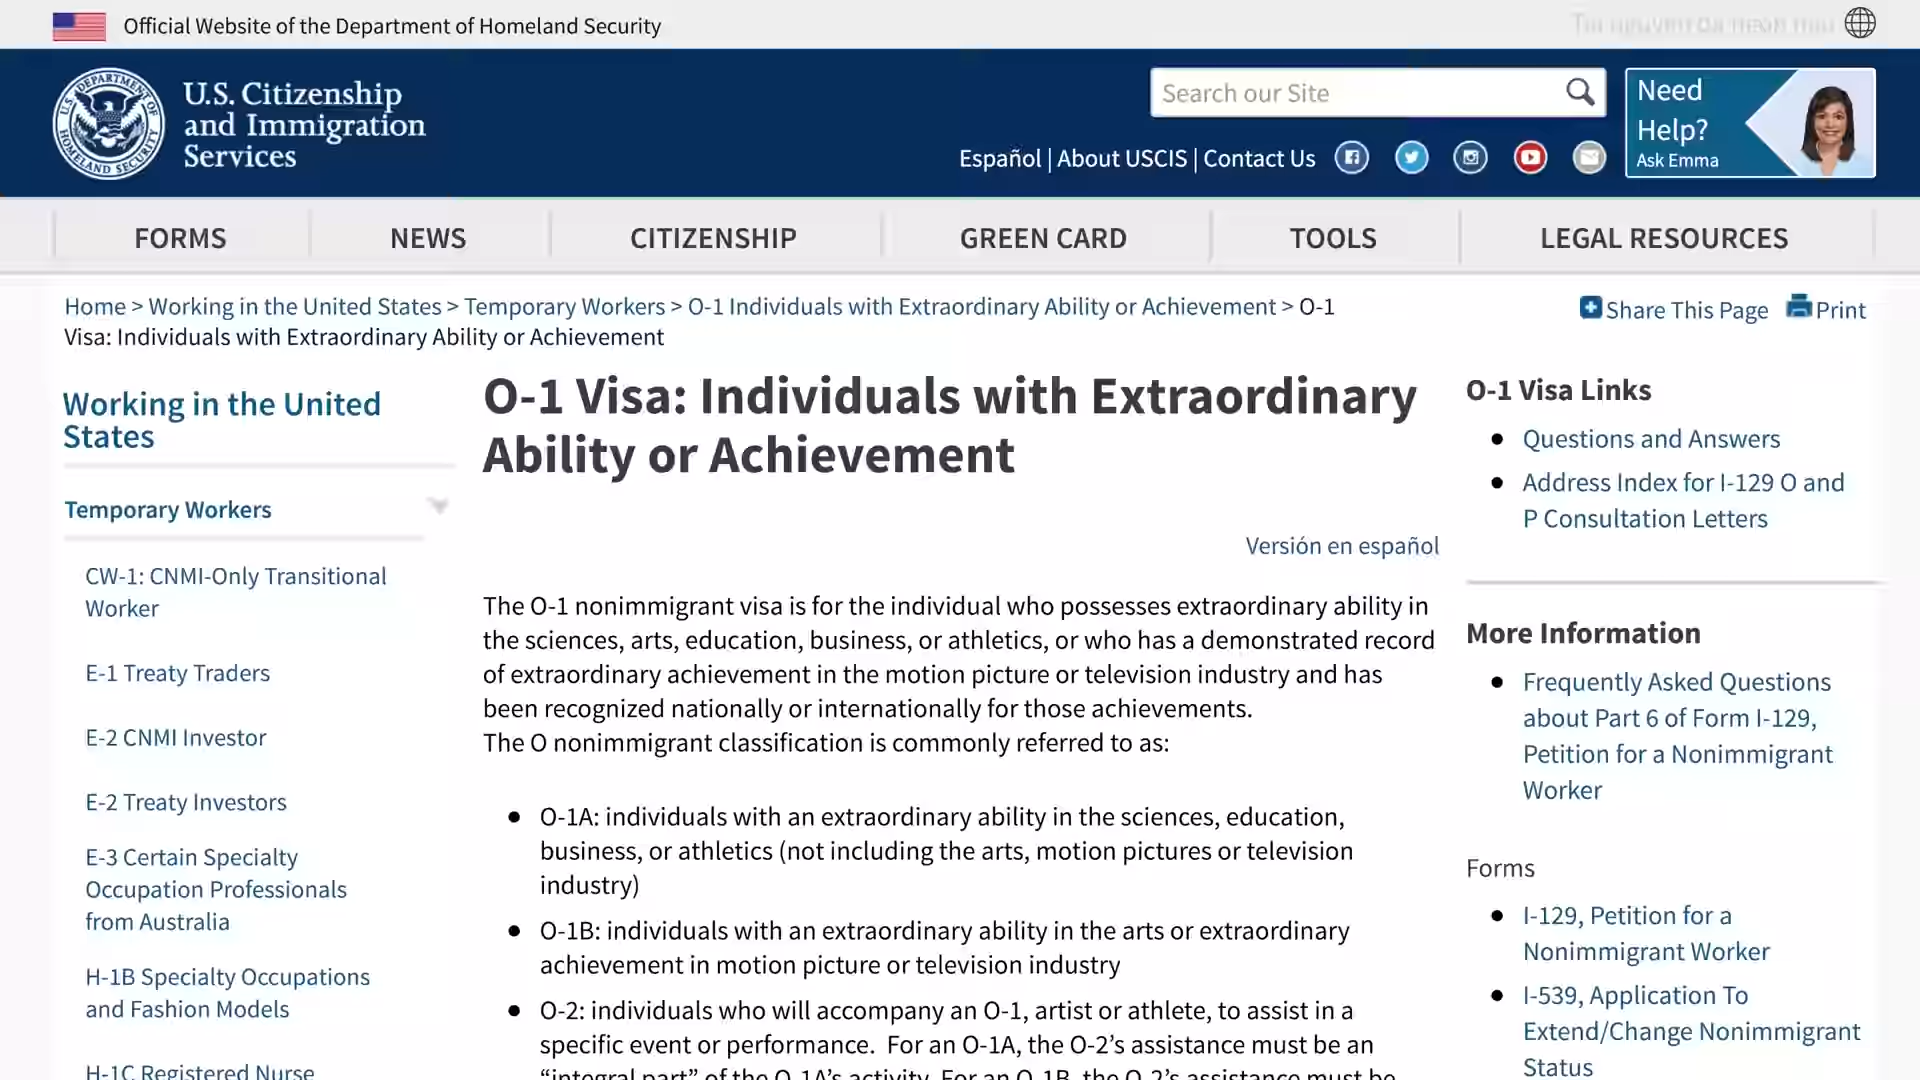 Official Website of the Department of Homeland Security
U.S. Citizenship
and Immigration
Services
Search our Site
Need
Help?
Ask Emma
Español | About USCIS | Contact Us
FORMS
NEWS
CITIZENSHIP
GREEN CARD
TOOLS
LEGAL RESOURCES
Home > Working in the United States > Temporary Workers > O-1 Individuals with Extraordinary Ability or Achievement > O-1
Visa: Individuals with Extraordinary Ability or Achievement
Share This Page
Print
Working in the United
States
Temporary Workers
CW-1: CNMI-Only Transitional
Worker
E-1 Treaty Traders
E-2 CNMI Investor
E-2 Treaty Investors
E-3 Certain Specialty
Occupation Professionals
from Australia
H-1B Specialty Occupations
and Fashion Models
H-1C Registered Nurse
O-1 Visa: Individuals with Extraordinary
Ability or Achievement
Versión en español
The O-1 nonimmigrant visa is for the individual who possesses extraordinary ability in
the sciences, arts, education, business, or athletics, or who has a demonstrated record
of extraordinary achievement in the motion picture or television industry and has
been recognized nationally or internationally for those achievements.
The O nonimmigrant classification is commonly referred to as:
• O-1A: individuals with an extraordinary ability in the sciences, education,
business, or athletics (not including the arts, motion pictures or television
industry)
• O-1B: individuals with an extraordinary ability in the arts or extraordinary
achievement in motion picture or television industry
• O-2: individuals who will accompany an O-1, artist or athlete, to assist in a
specific event or performance.  For an O-1A, the O-2’s assistance must be an
“integral part” of the O-1A’s activity. For an O-1B, the O-2’s assistance must be
O-1 Visa Links
• Questions and Answers
• Address Index for I-129 O and
P Consultation Letters
More Information
• Frequently Asked Questions
about Part 6 of Form I-129,
Petition for a Nonimmigrant
Worker
Forms
• I-129, Petition for a
Nonimmigrant Worker
• I-539, Application To
Extend/Change Nonimmigrant
Status